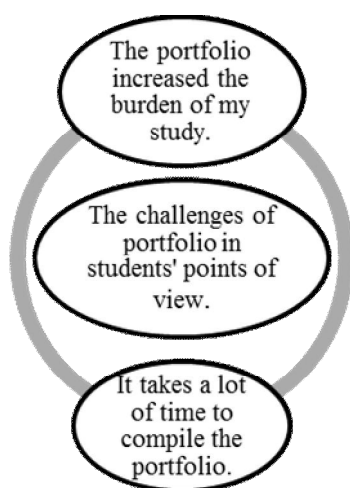 The portfolio
increased the
burden of my
study.
The challenges of
portfolio in
students' points of
view.
It takes a lot
of time to
compile the
portfolio.